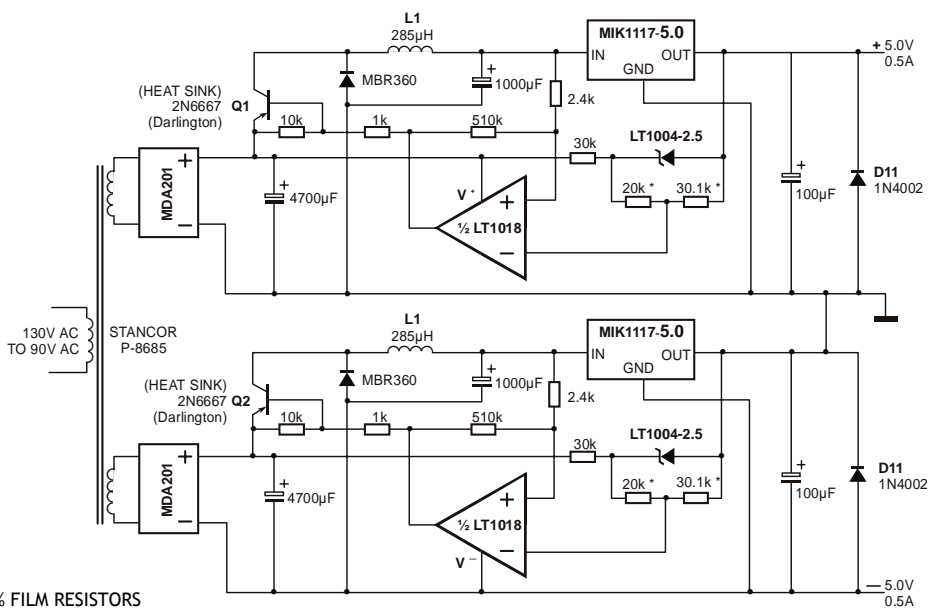 L1
285µH
MIK1117-5.0
IN OUT
GND
+ 5.0V
0.5A
MBR360
+
1000µF
2.4k
(HEAT SINK)
2N6667 Q1
(Darlington)
10k
1k
510k
30k
LT1004-2.5
20k *
30.1k *
MDA201
+
−
+
4700µF
V +
+
½ LT1018
−
+
100µF
D11
1N4002
130V AC
TO 90V AC
STANCOR
P-8685
L1
285µH
MIK1117-5.0
IN OUT
GND
MBR360
+
1000µF
2.4k
(HEAT SINK)
2N6667 Q2
(Darlington)
10k
1k
510k
30k
LT1004-2.5
20k *
30.1k *
MDA201
+
−
+
4700µF
+
½ LT1018
−
V −
+
100µF
D11
1N4002
— 5.0V
0.5A
% FILM RESISTORS